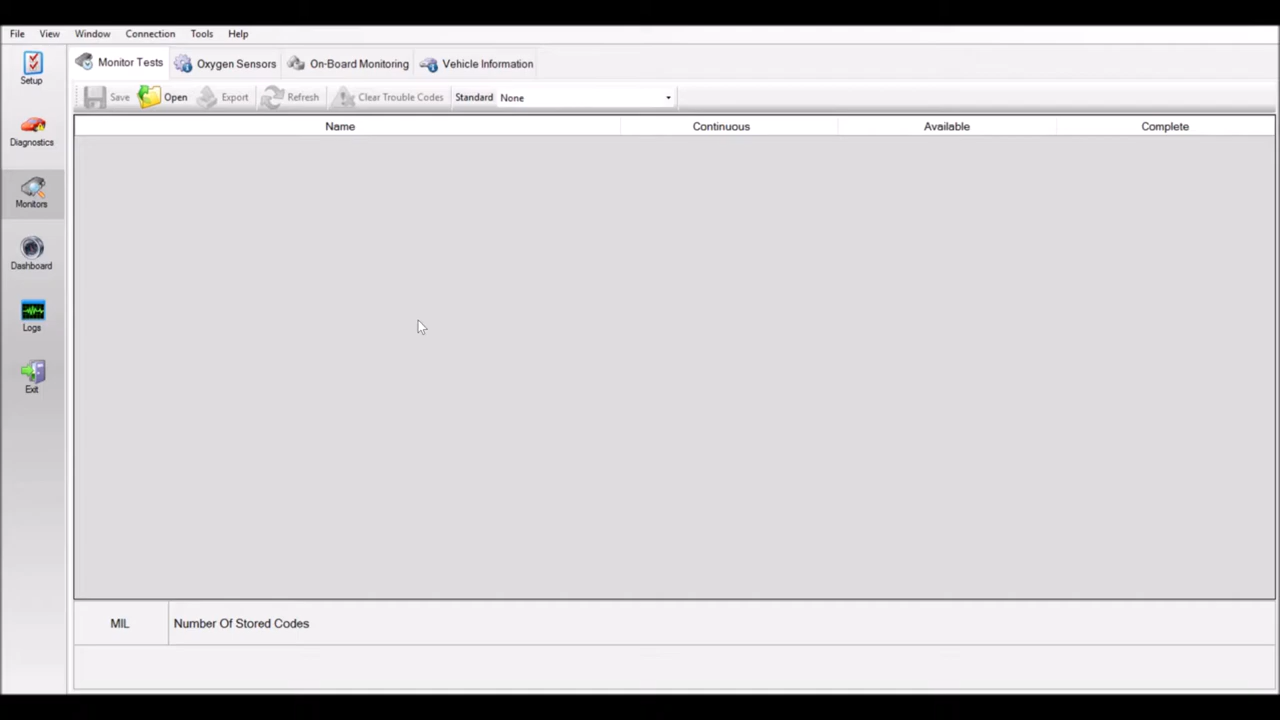 File View Window Connection Tools Help
Setup
Diagnostics
Monitors
Dashboard
Logs
Exit
Monitor Tests Oxygen Sensors On-Board Monitoring Vehicle Information
Save Open Export Refresh Clear Trouble Codes Standard None
Name Continuous Available Complete
MIL Number Of Stored Codes